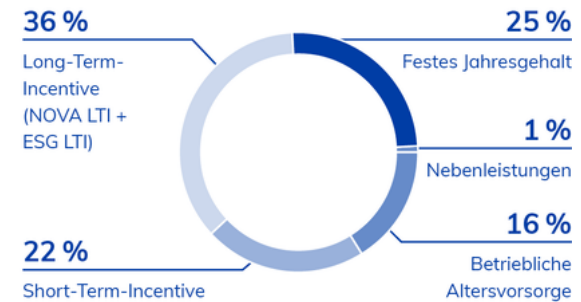 36 %
Long-Term-
Incentive
(NOVA LTI +
ESG LTI)
25 %
Festes Jahresgehalt
1 %
Nebenleistungen
16 %
Betriebliche
Altersvorsorge
22 %
Short-Term-Incentive